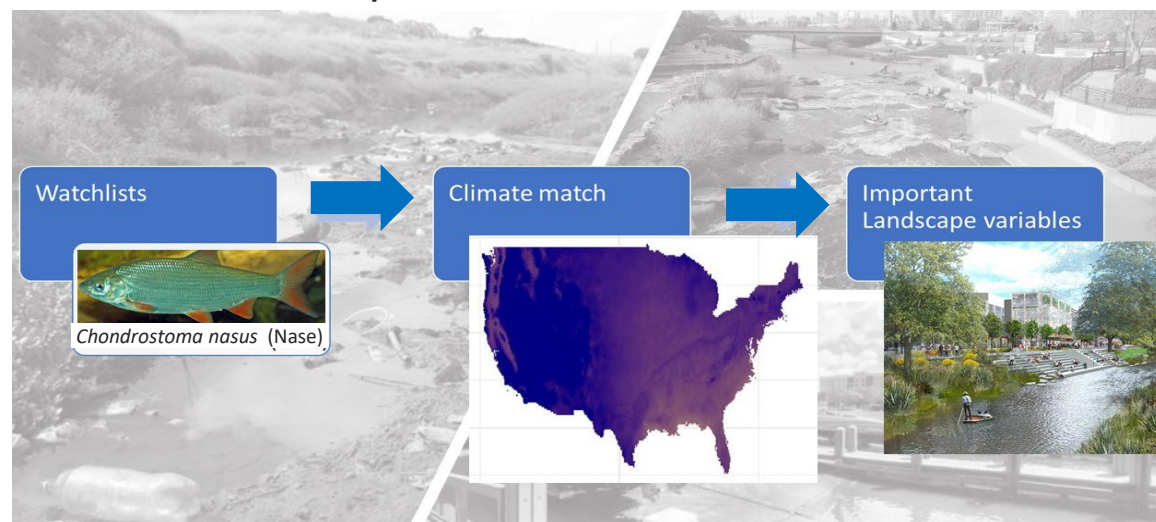 Watchlists
Chondrostoma nasus (Nase)
Climate match
Important
Landscape variables